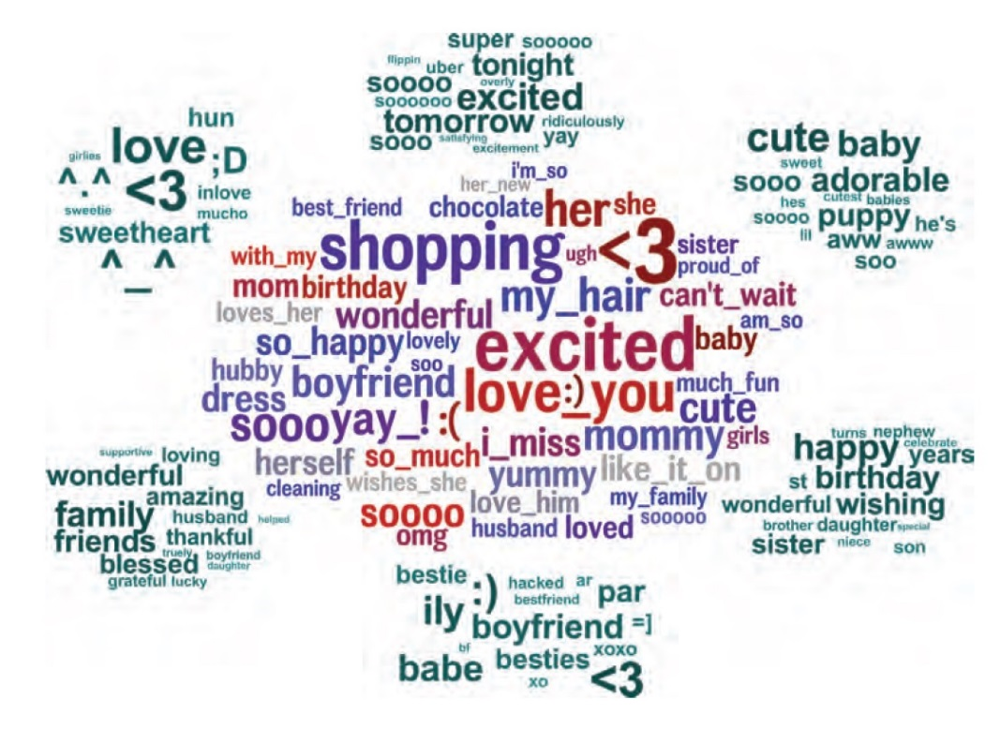 super sooooo
flippin uber tonight
soooo overly
sooooooo excited
tomorrow ridiculously
sooo satisfying yay
excitement
hun
girlies love ;D
^.^ <3 inlove
sweetie mucho
sweetheart
^_^
cute baby
sweet
sooo adorable
hes cutest babies
soooo puppy he's
lil aww awww
soo
i'm_so
her_new
best_friend chocolate her she
with_my shopping ugh <3 sister
proud_of
mom birthday my_hair can't_wait
loves_her wonderful am_so
so_happy lovely excited baby
hubby soo
boyfriend love_you :) much_fun
dress cute
sooo yay_! :( i_miss mommy girls
herself so_much yummy like_it_on
cleaning wishes_she love_him my_family
soooo husband loved sooooo
omg
supportive loving
wonderful
amazing
family husband helped
friends thankful
truely boyfriend
blessed daughter
grateful lucky
turns nephew
happy celebrate
years
st birthday
wonderful wishing
brother daughter special
sister niece son
bestie :) hacked ar par
bestfriend
ily boyfriend =]
bf xoxo
babe besties <3
xo